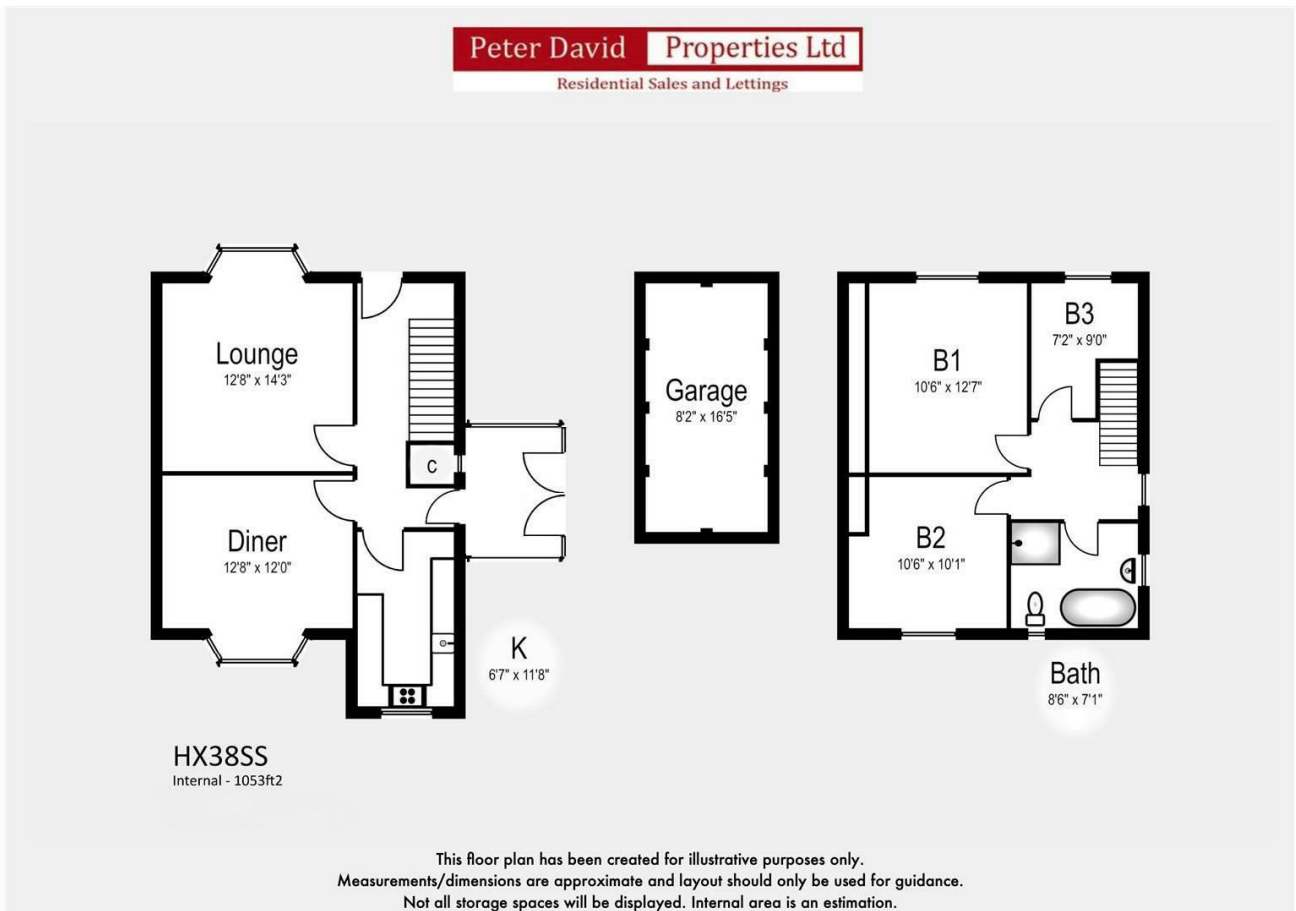 Peter David Properties Ltd
Residential Sales and Lettings
Lounge
12'8" x 14'3"
C
Diner
12'8" x 12'0"
K
6'7" x 11'8"
Garage
8'2" x 16'5"
B1
10'6" x 12'7"
B3
7'2" x 9'0"
B2
10'6" x 10'1"
Bath
8'6" x 7'1"
HX38SS
Internal - 1053ft2
This floor plan has been created for illustrative purposes only.
Measurements/dimensions are approximate and layout should only be used for guidance.
Not all storage spaces will be displayed. Internal area is an estimation.